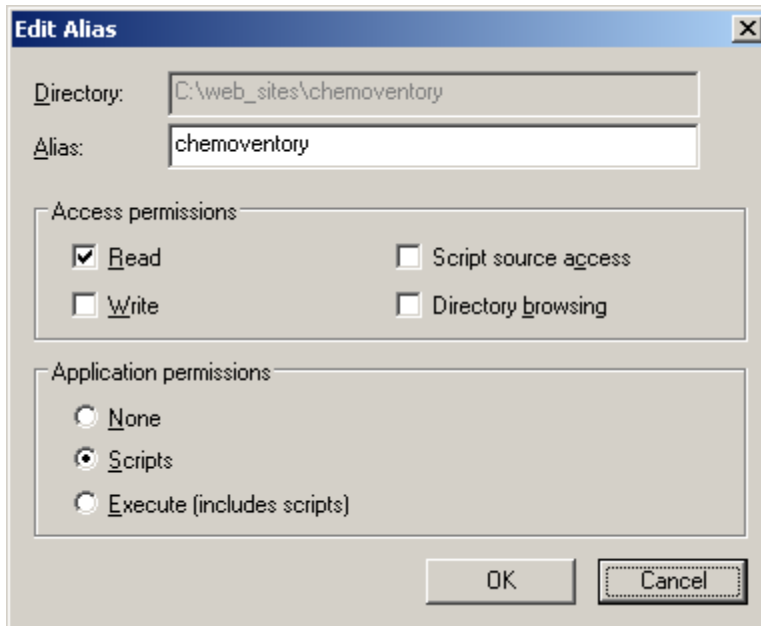 Edit Alias
Directory: C:\web_sites\chemoventory
Alias: chemoventory
Access permissions
Read Script source access
Write Directory browsing
Application permissions
None
Scripts
Execute (includes scripts)
OK Cancel